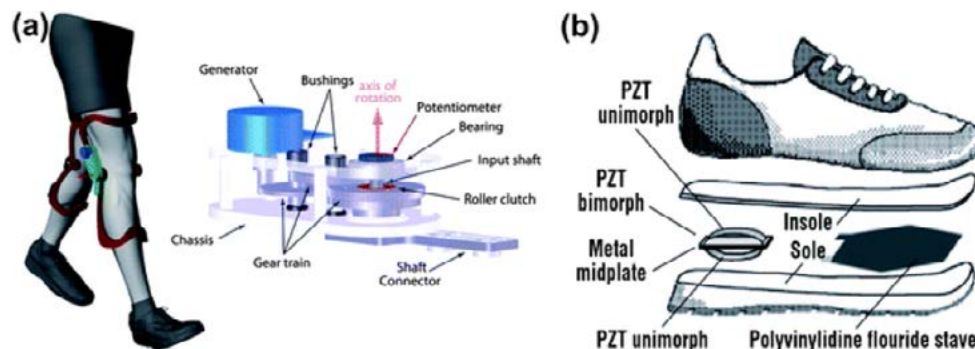 (a)
Generator
Bushings
axis of
rotation
Potentiometer
Bearing
Input shaft
Roller clutch
Chassis
Gear train
Shaft
Connector
(b)
PZT
unimorph
PZT
bimorph
Metal
midplate
PZT unimorph
Insole
Sole
Polyvinylidine flouride stave